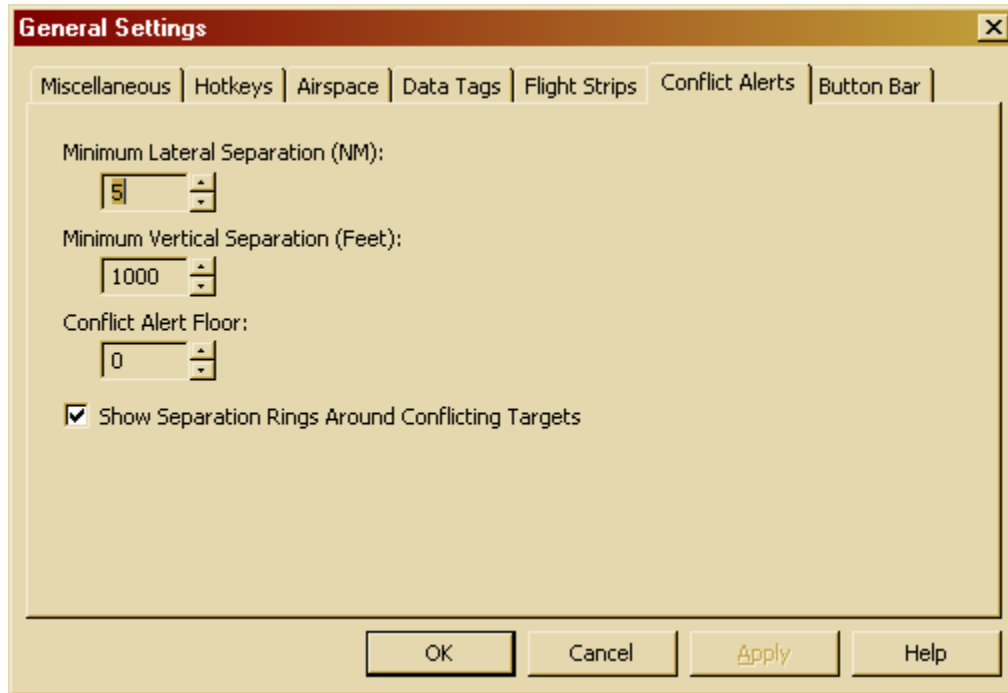 General Settings
Miscellaneous Hotkeys Airspace Data Tags Flight Strips Conflict Alerts Button Bar
Minimum Lateral Separation (NM):
5
Minimum Vertical Separation (Feet):
1000
Conflict Alert Floor:
0
Show Separation Rings Around Conflicting Targets
OK Cancel Apply Help